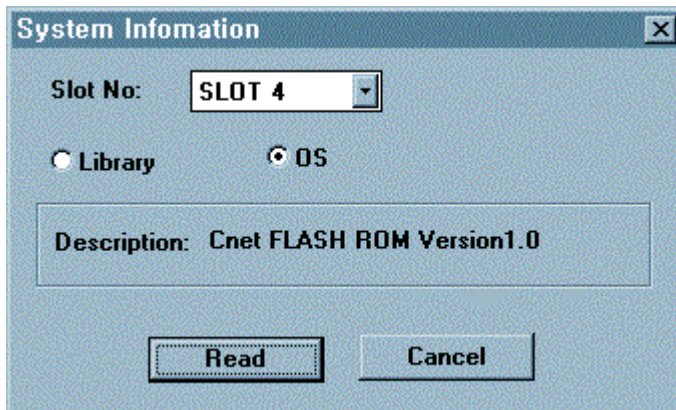 System Infomation
Slot No: SLOT 4
Library OS
Description: Cnet FLASH ROM Version1.0
Read Cancel